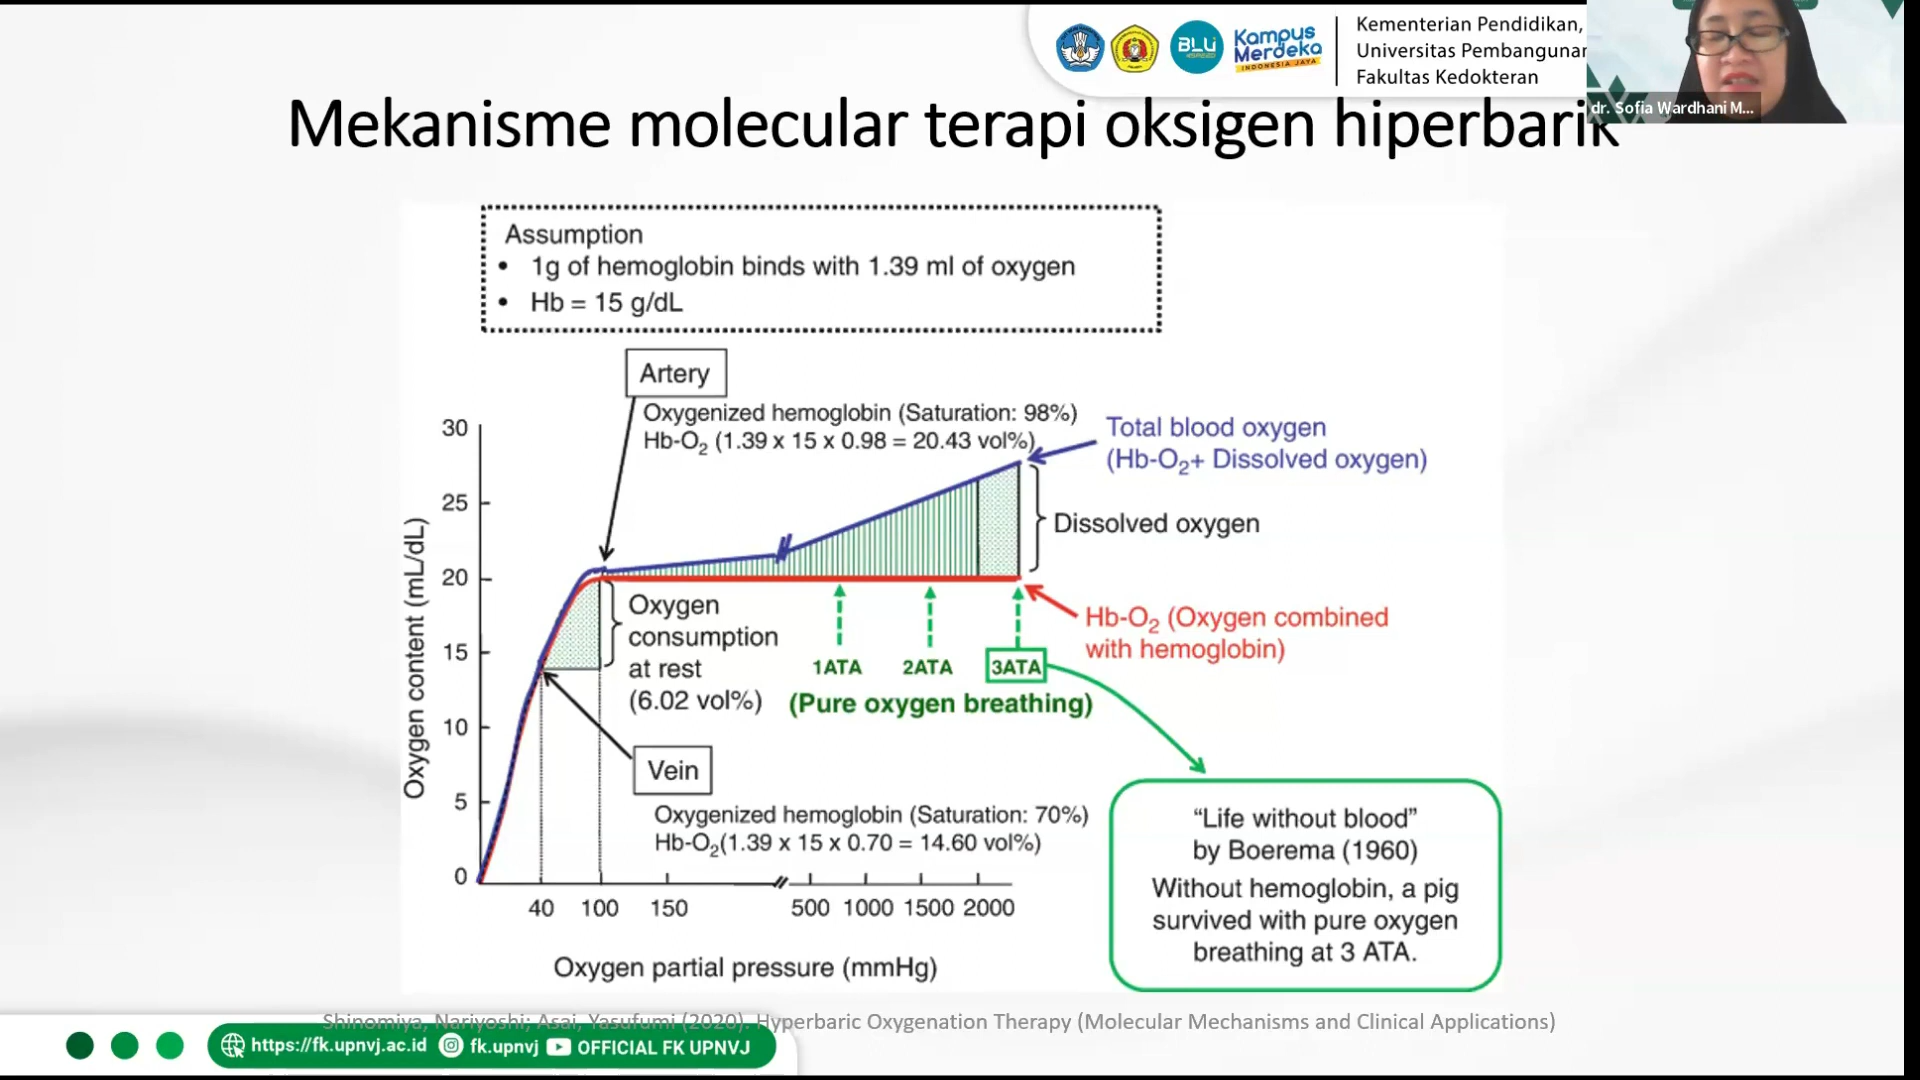 Kementerian Pendidikan,
Universitas Pembangunan
Fakultas Kedokteran
BLU
Kampus
Merdeka
INDONESIA JAYA
dr. Sofia Wardhani M...
Mekanisme molecular terapi oksigen hiperbarik
Assumption
• 1g of hemoglobin binds with 1.39 ml of oxygen
• Hb = 15 g/dL
Artery
Oxygenized hemoglobin (Saturation: 98%)
Hb-O₂ (1.39 x 15 x 0.98 = 20.43 vol%)
Total blood oxygen
(Hb-O₂+ Dissolved oxygen)
Dissolved oxygen
Hb-O₂ (Oxygen combined
with hemoglobin)
Oxygen
consumption
at rest
(6.02 vol%)
1ATA
2ATA
3ATA
(Pure oxygen breathing)
Vein
Oxygenized hemoglobin (Saturation: 70%)
Hb-O₂(1.39 x 15 x 0.70 = 14.60 vol%)
Oxygen content (mL/dL)
30
25
20
15
10
5
0
40 100 150 500 1000 1500 2000
Oxygen partial pressure (mmHg)
“Life without blood”
by Boerema (1960)
Without hemoglobin, a pig
survived with pure oxygen
breathing at 3 ATA.
Shinomiya, Nariyoshi; Asai, Yasufumi (2020). Hyperbaric Oxygenation Therapy (Molecular Mechanisms and Clinical Applications)
https://fk.upnvj.ac.id fk.upnvj OFFICIAL FK UPNVJ